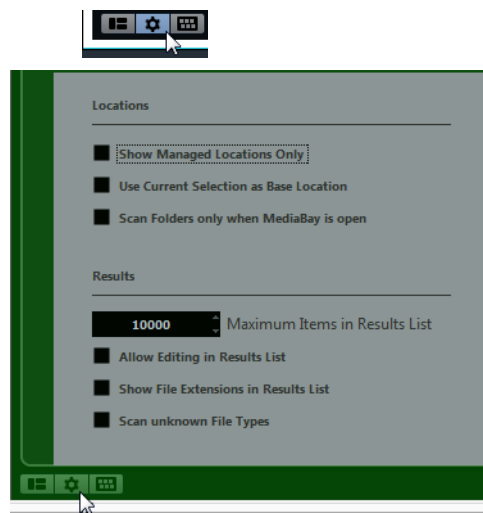 Locations
Show Managed Locations Only
Use Current Selection as Base Location
Scan Folders only when MediaBay is open
Results
10000 Maximum Items in Results List
Allow Editing in Results List
Show File Extensions in Results List
Scan unknown File Types